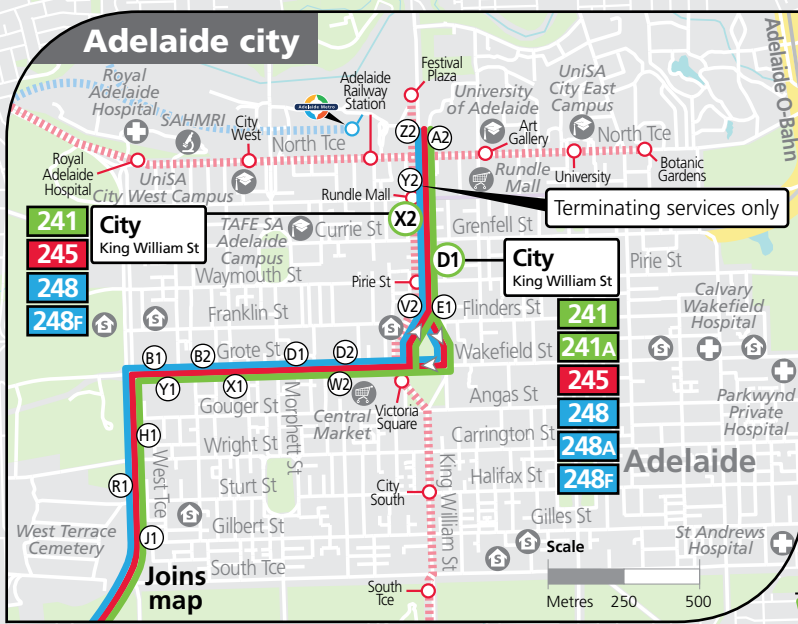 Adelaide city
Royal
Adelaide
Hospital
SAHMRI
City
West
Adelaide Metro
Adelaide
Railway
Station
Festival
Plaza
University
of Adelaide
UniSA
City East
Campus
Adelaide O-Bahn
Z2
A2
Art
Gallery
North Tce
North Tce
Royal
Adelaide
Hospital
UniSA
City West Campus
Rundle
Mall
University
Botanic
Gardens
Rundle Mall
Y2
Terminating services only
241
245
248
248F
City
King William St
X2
TAFE SA
Adelaide
Campus
Currie St
Grenfell St
D1
City
King William St
Pirie St
Waymouth St
Pirie St
Franklin St
V2
E1
Flinders St
241
241A
245
248
248A
248F
Calvary
Wakefield
Hospital
B1
B2
Grote St
D1
D2
Wakefield St
Y1
X1
W2
Gouger St
Morphett St
Central
Market
Victoria
Square
Angas St
Parkwynd
Private
Hospital
H1
Wright St
Carrington St
Adelaide
R1
West Tce
Sturt St
City
South
King William St
Halifax St
West Terrace
Cemetery
J1
Gilbert St
Gilles St
St Andrews
Hospital
Joins
map
South Tce
South
Tce
Scale
Metres 250 500